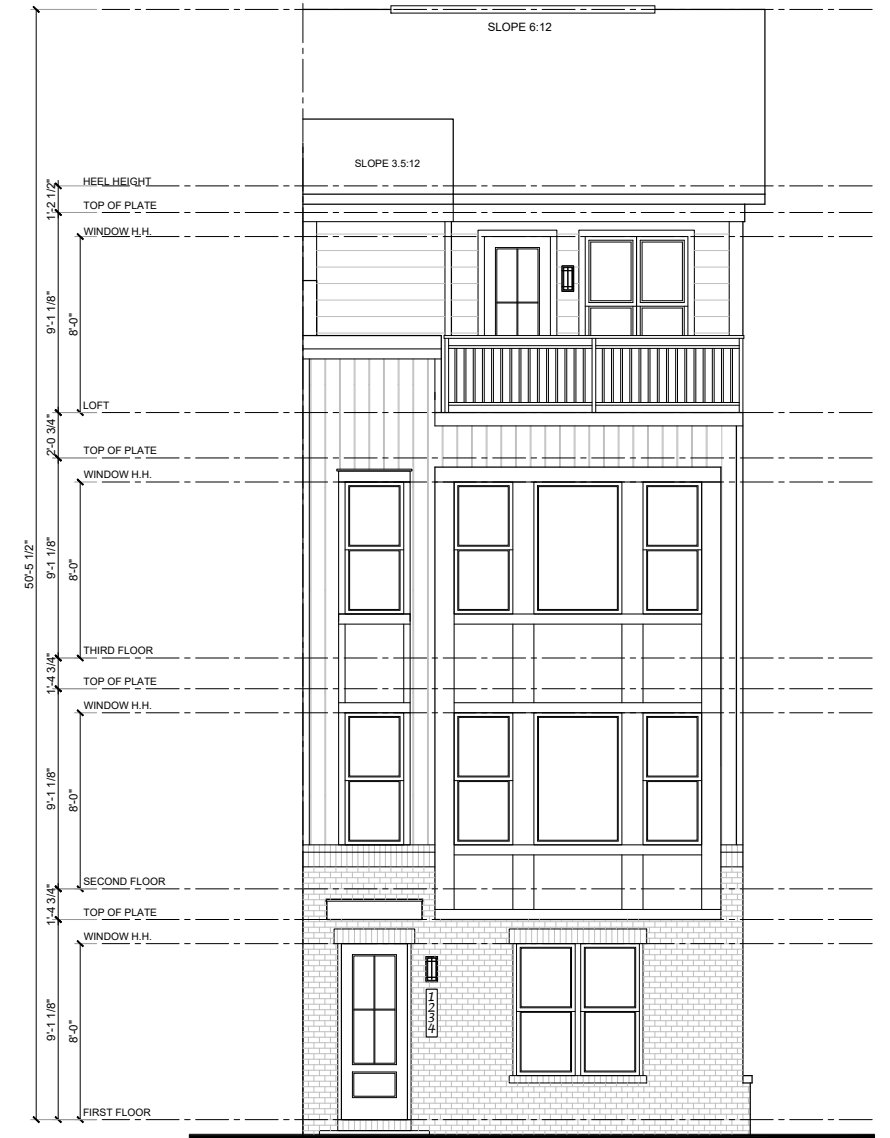 SLOPE 6:12
SLOPE 3.5:12
HEEL HEIGHT
1'-2 1/2"
TOP OF PLATE
WINDOW H.H.
9'-1 1/8"
8'-0"
LOFT
2'-0 3/4"
TOP OF PLATE
WINDOW H.H.
50'-5 1/2"
9'-1 1/8"
8'-0"
THIRD FLOOR
1'-4 3/4"
TOP OF PLATE
WINDOW H.H.
9'-1 1/8"
8'-0"
SECOND FLOOR
1'-4 3/4"
TOP OF PLATE
WINDOW H.H.
9'-1 1/8"
8'-0"
1234
FIRST FLOOR